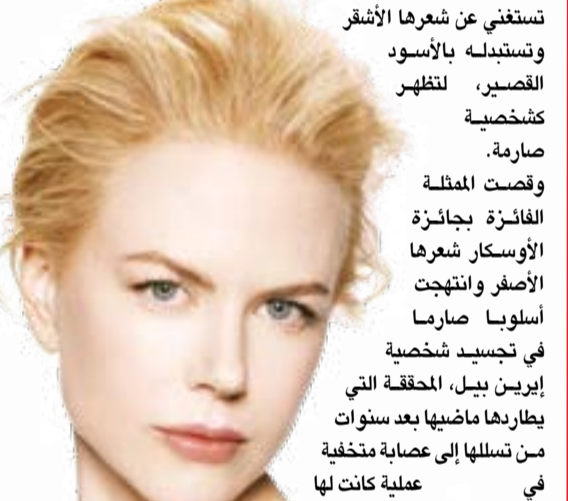 تستغني عن شعرها الأشقر
وتستبدله بالأسود
القصير، لتظهر
كشخصية
صارمة.
وقصت الممثلة
الفائزة بجائزة
الأوسكار شعرها
الأصفر وانتهجت
أسلوبا صارما
في تجسيد شخصية
إيرين بيل، المحققة التي
يطاردها ماضيها بعد سنوات
من تسللها إلى عصابة متخفية
في عملية كانت لها